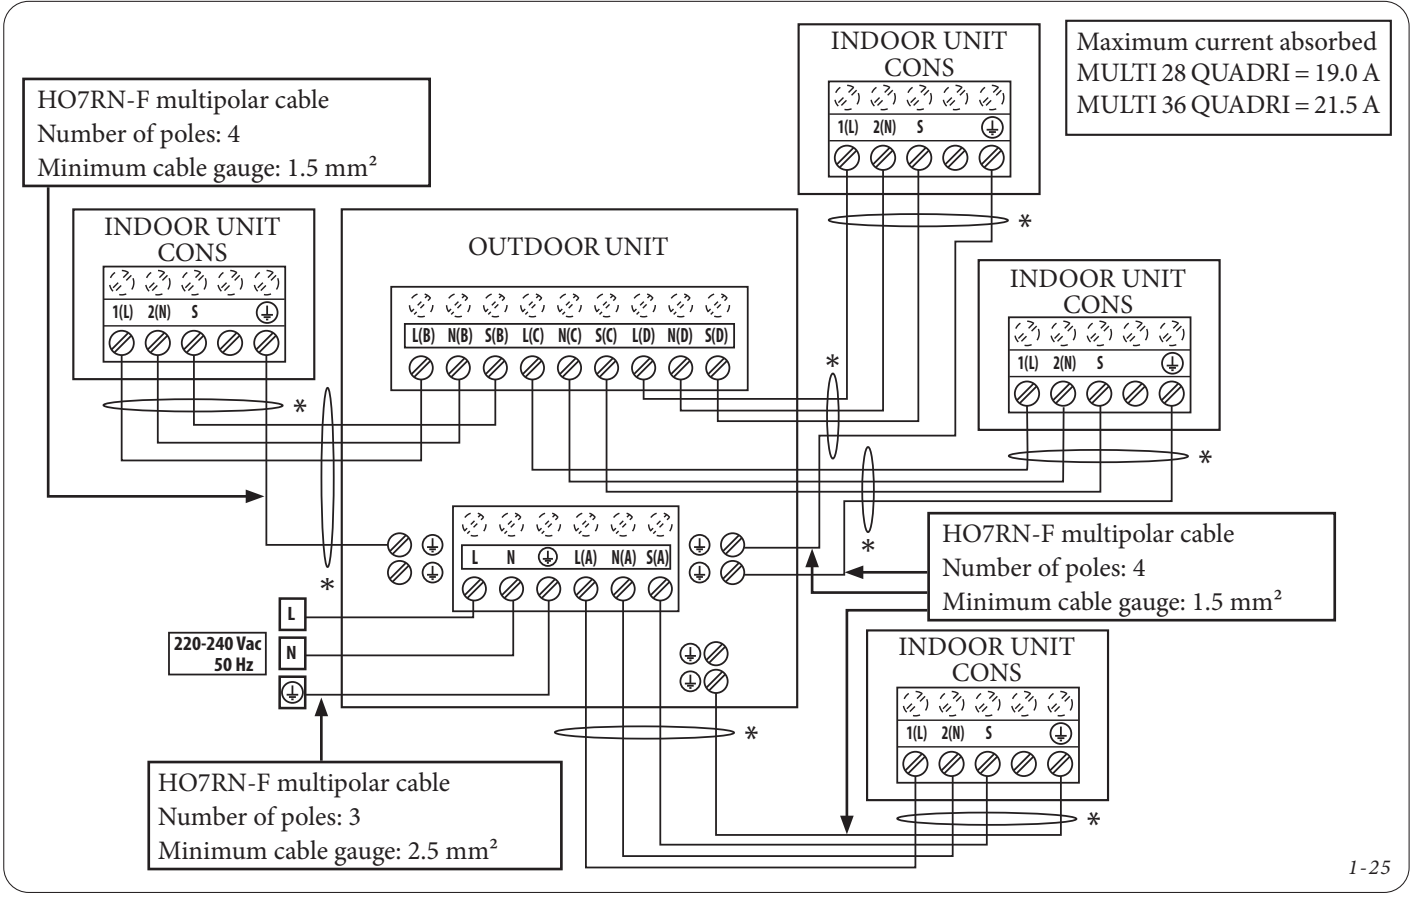 INDOOR UNIT
CONS
1(L) 2(N) S
Maximum current absorbed
MULTI 28 QUADRI = 19.0 A
MULTI 36 QUADRI = 21.5 A
HO7RN-F multipolar cable
Number of poles: 4
Minimum cable gauge: 1.5 mm²
*
INDOOR UNIT
CONS
1(L) 2(N) S
*
OUTDOOR UNIT
L(B) N(B) S(B) L(C) N(C) S(C) L(D) N(D) S(D)
*
INDOOR UNIT
CONS
1(L) 2(N) S
*
*
*
L N L(A) N(A) S(A)
HO7RN-F multipolar cable
Number of poles: 4
Minimum cable gauge: 1.5 mm²
L
220-240 Vac
50 Hz
N
*
INDOOR UNIT
CONS
1(L) 2(N) S
*
HO7RN-F multipolar cable
Number of poles: 3
Minimum cable gauge: 2.5 mm²
1-25